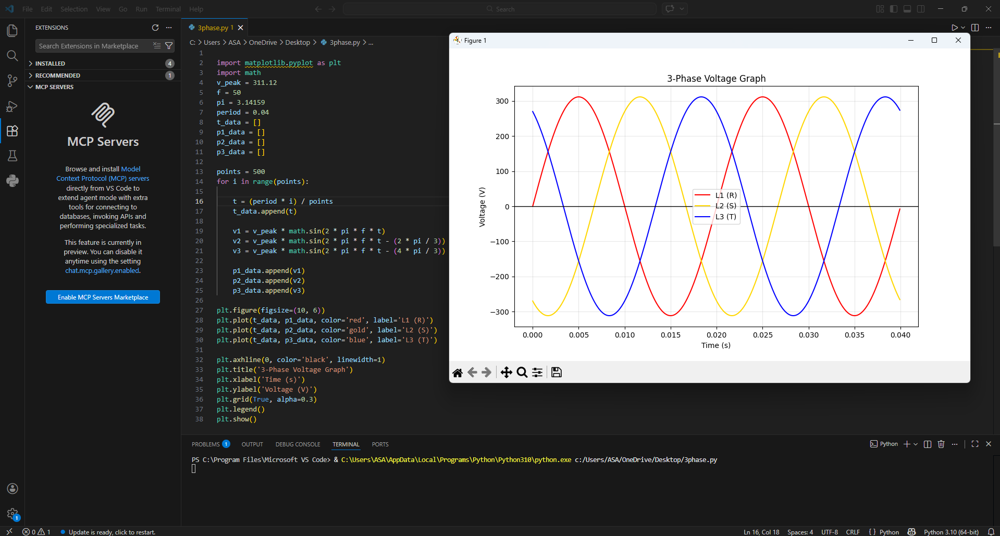 File Edit Selection View Go Run Terminal Help
Search
EXTENSIONS
Search Extensions in Marketplace
INSTALLED 4
RECOMMENDED 1
MCP SERVERS
MCP Servers
Browse and install Model
Context Protocol (MCP) servers
directly from VS Code to
extend agent mode with extra
tools for connecting to
databases, invoking APIs and
performing specialized tasks.
This feature is currently in
preview. You can disable it
anytime using the setting
chat.mcp.gallery.enabled.
Enable MCP Servers Marketplace
1
3phase.py 1
C: > Users > ASA > OneDrive > Desktop > 3phase.py > ...
1
2 import matplotlib.pyplot as plt
3 import math
4 v_peak = 311.12
5 f = 50
6 pi = 3.14159
7 period = 0.04
8 t_data = []
9 p1_data = []
10 p2_data = []
11 p3_data = []
12
13 points = 500
14 for i in range(points):
15
16 t = (period * i) / points
17 t_data.append(t)
18
19 v1 = v_peak * math.sin(2 * pi * f * t)
20 v2 = v_peak * math.sin(2 * pi * f * t - (2 * pi / 3))
21 v3 = v_peak * math.sin(2 * pi * f * t - (4 * pi / 3))
22
23 p1_data.append(v1)
24 p2_data.append(v2)
25 p3_data.append(v3)
26
27 plt.figure(figsize=(10, 6))
28 plt.plot(t_data, p1_data, color='red', label='L1 (R)')
29 plt.plot(t_data, p2_data, color='gold', label='L2 (S)')
30 plt.plot(t_data, p3_data, color='blue', label='L3 (T)')
31
32 plt.axhline(0, color='black', linewidth=1)
33 plt.title('3-Phase Voltage Graph')
34 plt.xlabel('Time (s)')
35 plt.ylabel('Voltage (V)')
36 plt.grid(True, alpha=0.3)
37 plt.legend()
38 plt.show()
Figure 1
3-Phase Voltage Graph
Voltage (V)
300
200
100
0
−100
−200
−300
L1 (R)
L2 (S)
L3 (T)
0.000 0.005 0.010 0.015 0.020 0.025 0.030 0.035 0.040
Time (s)
PROBLEMS 1 OUTPUT DEBUG CONSOLE TERMINAL PORTS
Python
PS C:\Program Files\Microsoft VS Code> & C:\Users\ASA\AppData\Local\Programs\Python\Python310\python.exe c:/Users/ASA/OneDrive/Desktop/3phase.py
0 1 Update is ready, click to restart.
Ln 16, Col 18 Spaces: 4 UTF-8 CRLF { } Python Python 3.10 (64-bit)